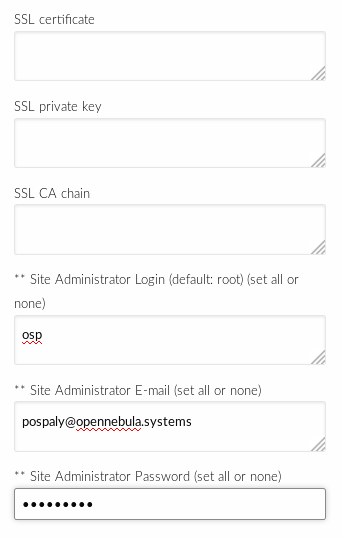 SSL certificate
SSL private key
SSL CA chain
** Site Administrator Login (default: root) (set all or
none)
osp
** Site Administrator E-mail (set all or none)
pospaly@opennebula.systems
** Site Administrator Password (set all or none)
•••••••••